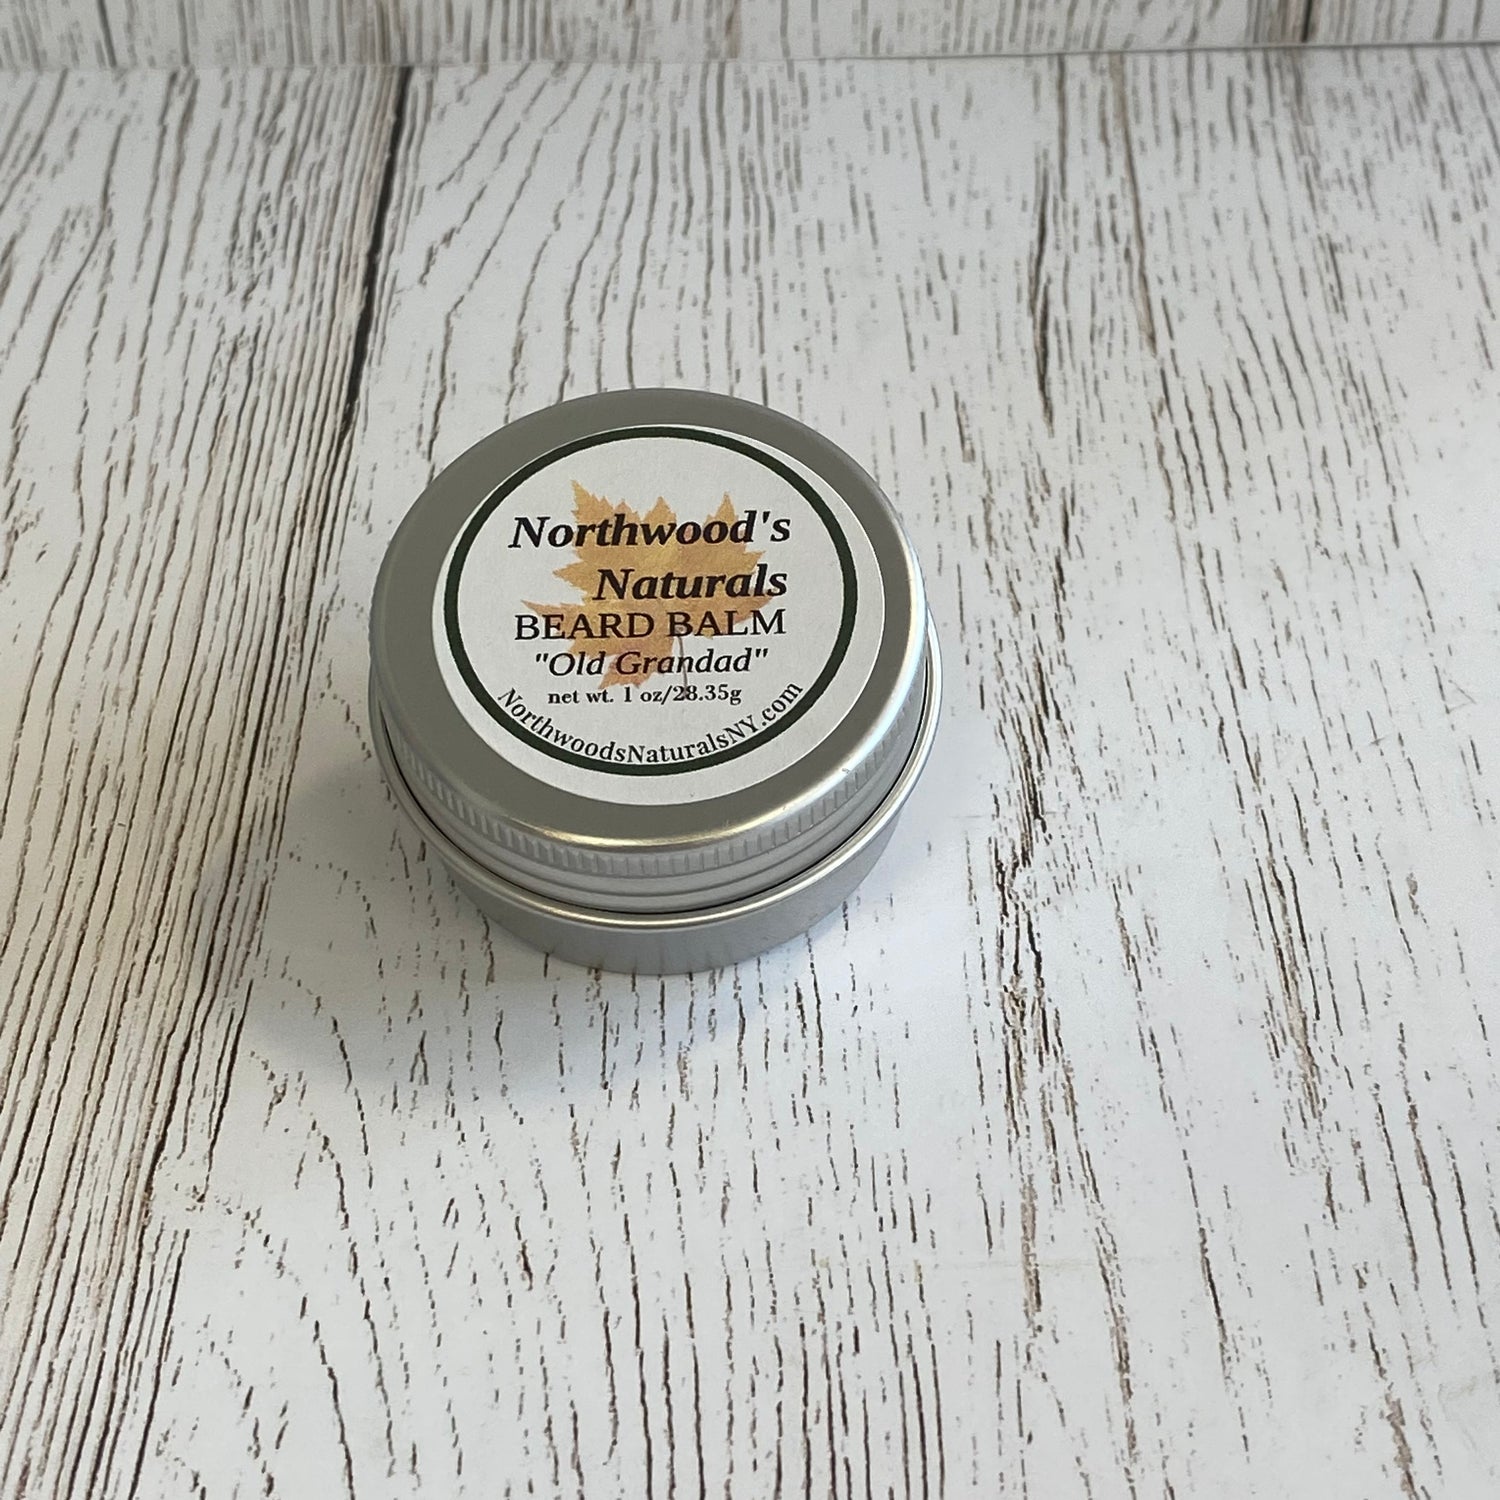 Northwood's
Naturals
BEARD BALM
"Old Grandad"
net wt. 1 oz/28.35g
NorthwoodsNaturalsNY.com